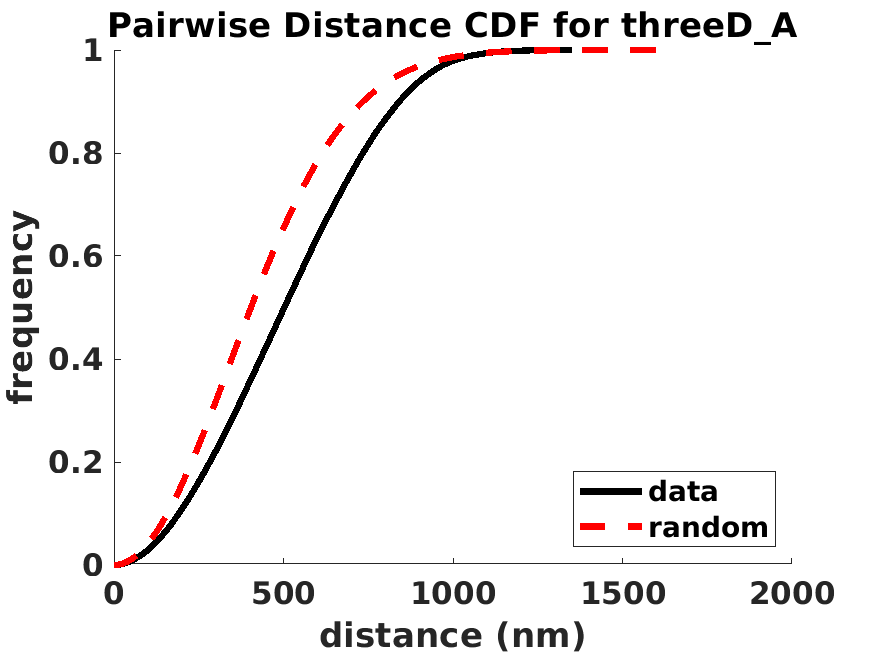 Pairwise Distance CDF for threeD_A
1
0.8
0.6
0.4
0.2
0
frequency
data
random
0 500 1000 1500 2000
distance (nm)